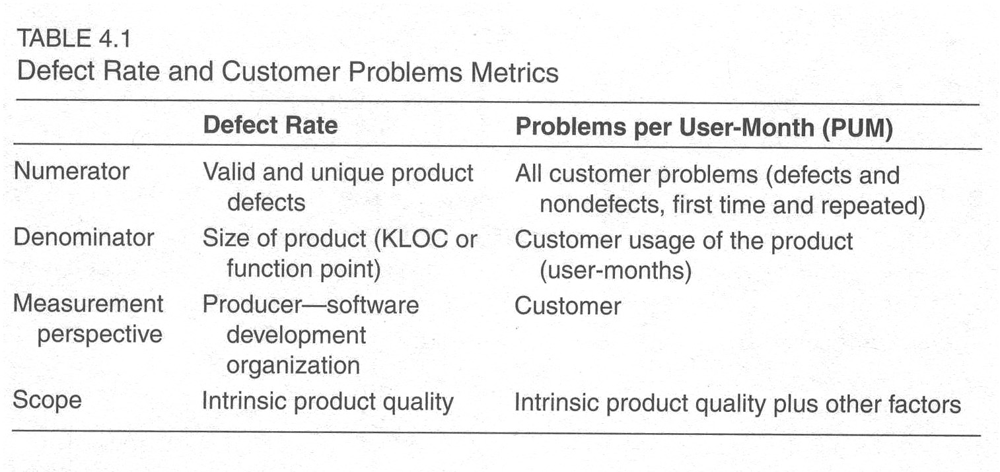 TABLE 4.1
Defect Rate and Customer Problems Metrics
Defect Rate Problems per User-Month (PUM)
Numerator Valid and unique product All customer problems (defects and
defects nondefects, first time and repeated)
Denominator Size of product (KLOC or Customer usage of the product
function point) (user-months)
Measurement Producer—software Customer
perspective development
organization
Scope Intrinsic product quality Intrinsic product quality plus other factors